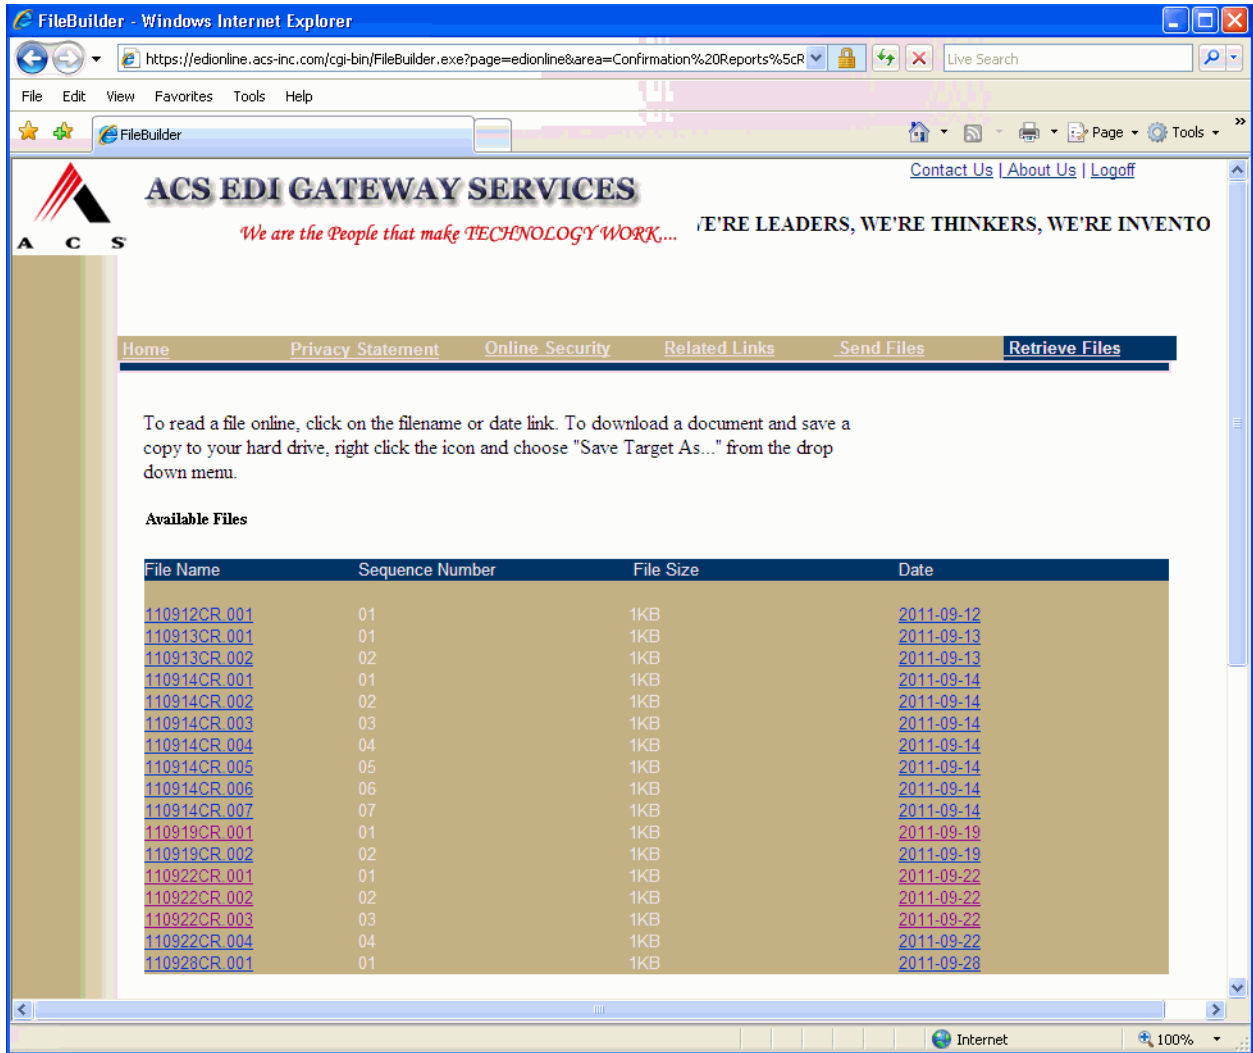 FileBuilder - Windows Internet Explorer
https://edionline.acs-inc.com/cgi-bin/FileBuilder.exe?page=edionline&area=Confirmation%20Reports%5cR
Live Search
File Edit View Favorites Tools Help
FileBuilder
Page Tools
Contact Us | About Us | Logoff
ACS EDI GATEWAY SERVICES
We are the People that make TECHNOLOGY WORK....
'E'RE LEADERS, WE'RE THINKERS, WE'RE INVENTO
A C S
Home Privacy Statement Online Security Related Links Send Files Retrieve Files
To read a file online, click on the filename or date link. To download a document and save a
copy to your hard drive, right click the icon and choose "Save Target As..." from the drop
down menu.
Available Files
File Name Sequence Number File Size Date
110912CR.001 01 1KB 2011-09-12
110913CR.001 01 1KB 2011-09-13
110913CR.002 02 1KB 2011-09-13
110914CR.001 01 1KB 2011-09-14
110914CR.002 02 1KB 2011-09-14
110914CR.003 03 1KB 2011-09-14
110914CR.004 04 1KB 2011-09-14
110914CR.005 05 1KB 2011-09-14
110914CR.006 06 1KB 2011-09-14
110914CR.007 07 1KB 2011-09-14
110919CR.001 01 1KB 2011-09-19
110919CR.002 02 1KB 2011-09-19
110922CR.001 01 1KB 2011-09-22
110922CR.002 02 1KB 2011-09-22
110922CR.003 03 1KB 2011-09-22
110922CR.004 04 1KB 2011-09-22
110928CR.001 01 1KB 2011-09-28
Internet 100%